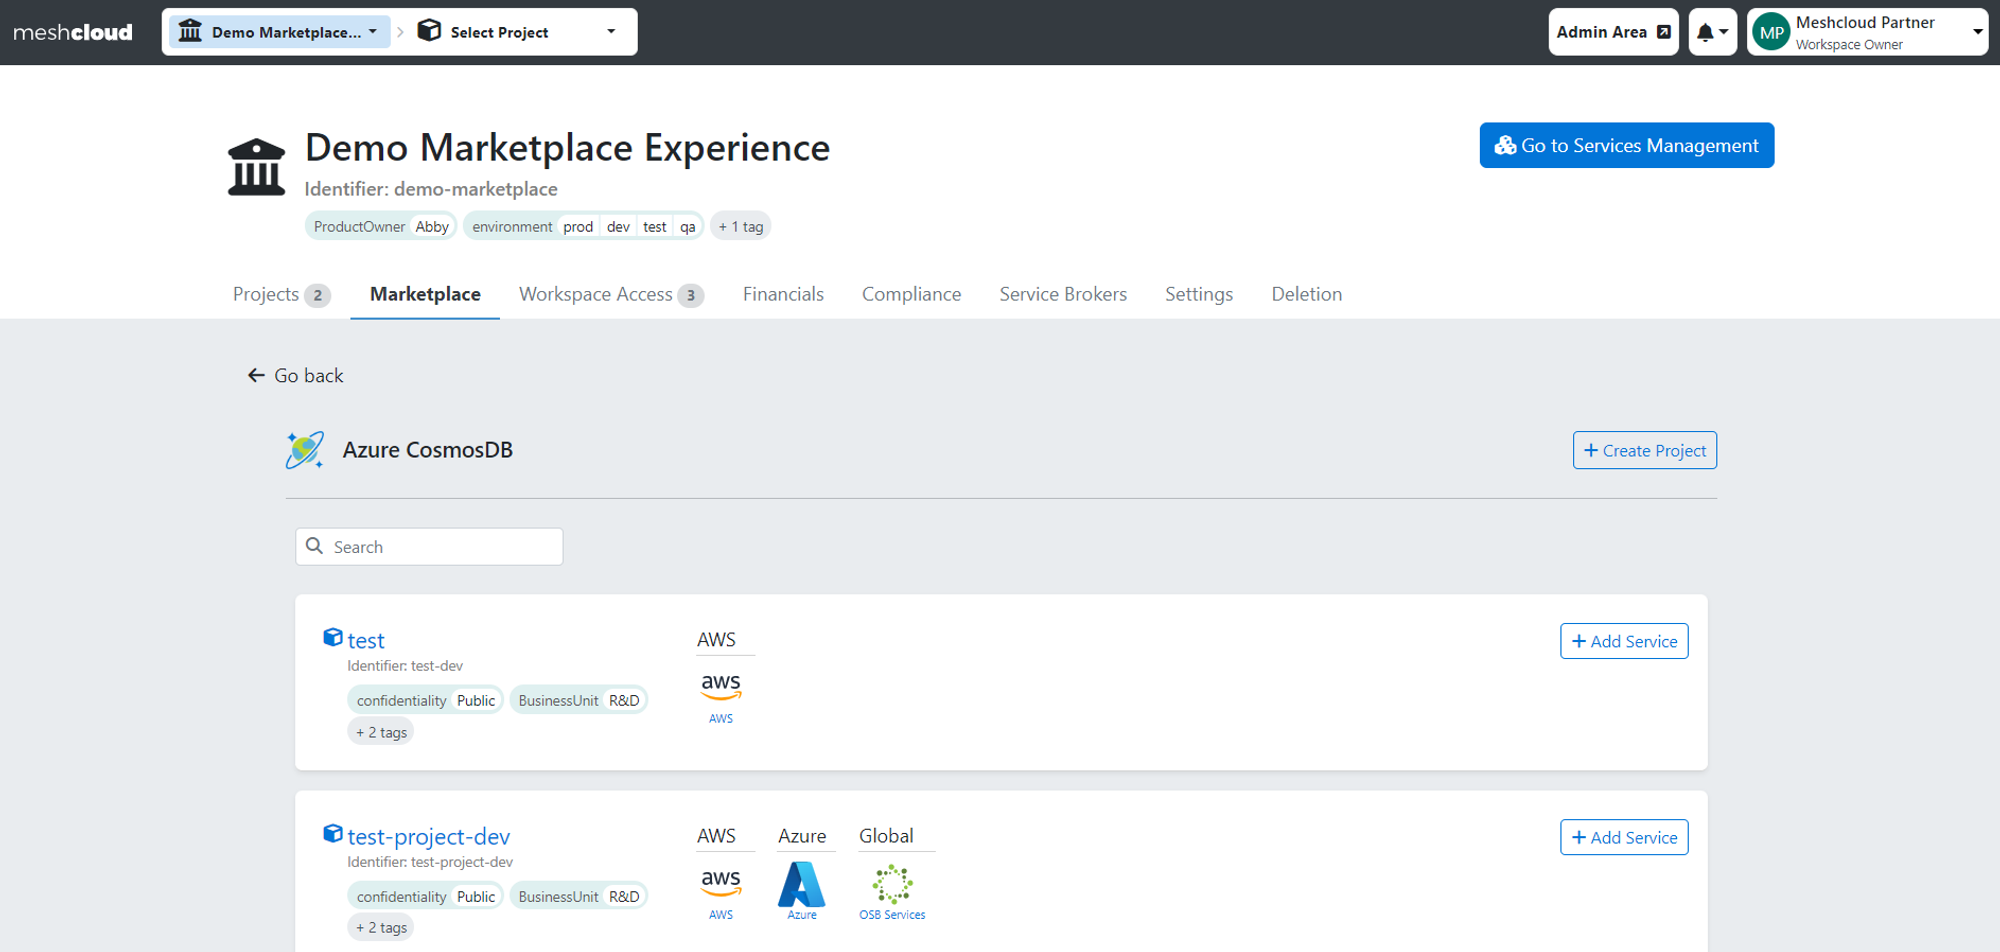 meshcloud
Demo Marketplace...
Select Project
Admin Area
MP
Meshcloud Partner
Workspace Owner
Demo Marketplace Experience
Identifier: demo-marketplace
ProductOwner Abby environment prod dev test qa + 1 tag
Go to Services Management
Projects 2 Marketplace Workspace Access 3 Financials Compliance Service Brokers Settings Deletion
Go back
Azure CosmosDB
+ Create Project
Search
test
Identifier: test-dev
confidentiality Public BusinessUnit R&D
+ 2 tags
AWS
aws
AWS
+ Add Service
test-project-dev
Identifier: test-project-dev
confidentiality Public BusinessUnit R&D
+ 2 tags
AWS Azure Global
aws
AWS Azure OSB Services
+ Add Service